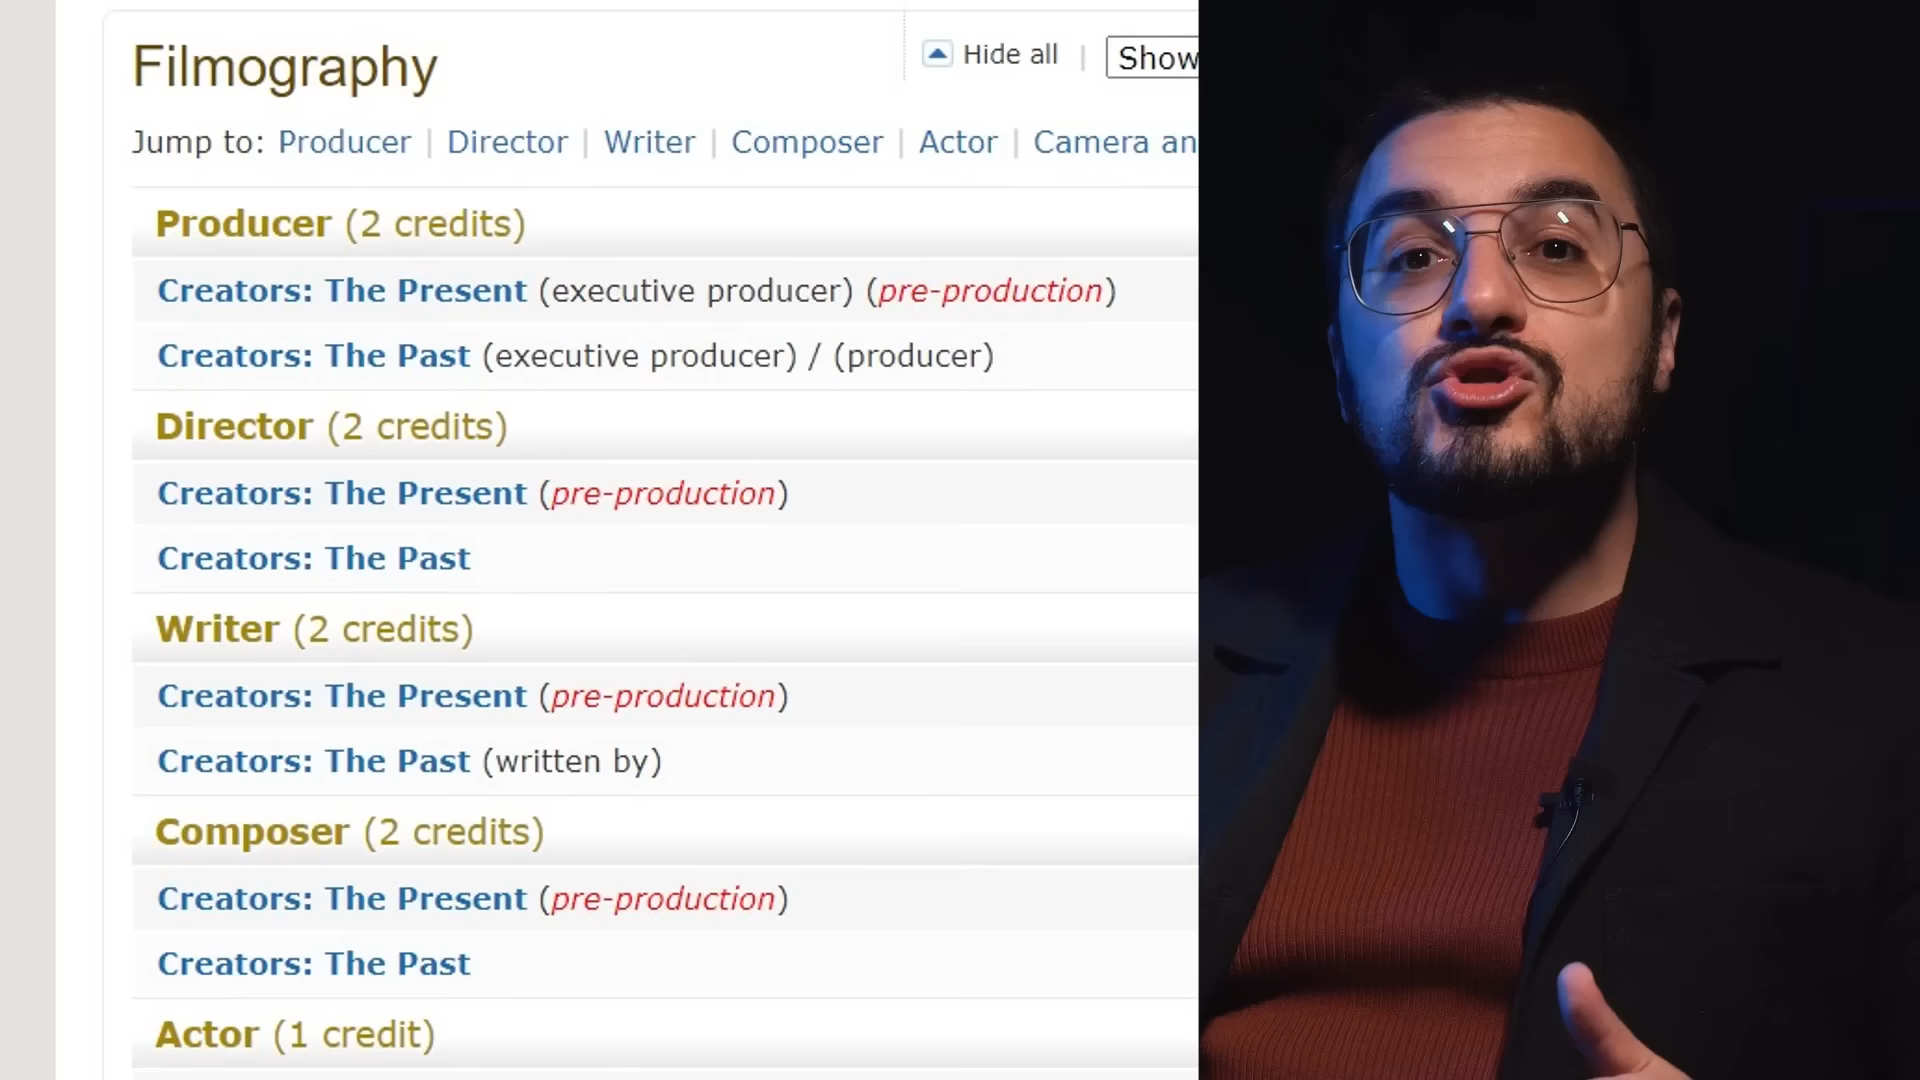 Filmography
Hide all | Show
Jump to: Producer | Director | Writer | Composer | Actor | Camera an
Producer (2 credits)
Creators: The Present (executive producer) (pre-production)
Creators: The Past (executive producer) / (producer)
Director (2 credits)
Creators: The Present (pre-production)
Creators: The Past
Writer (2 credits)
Creators: The Present (pre-production)
Creators: The Past (written by)
Composer (2 credits)
Creators: The Present (pre-production)
Creators: The Past
Actor (1 credit)